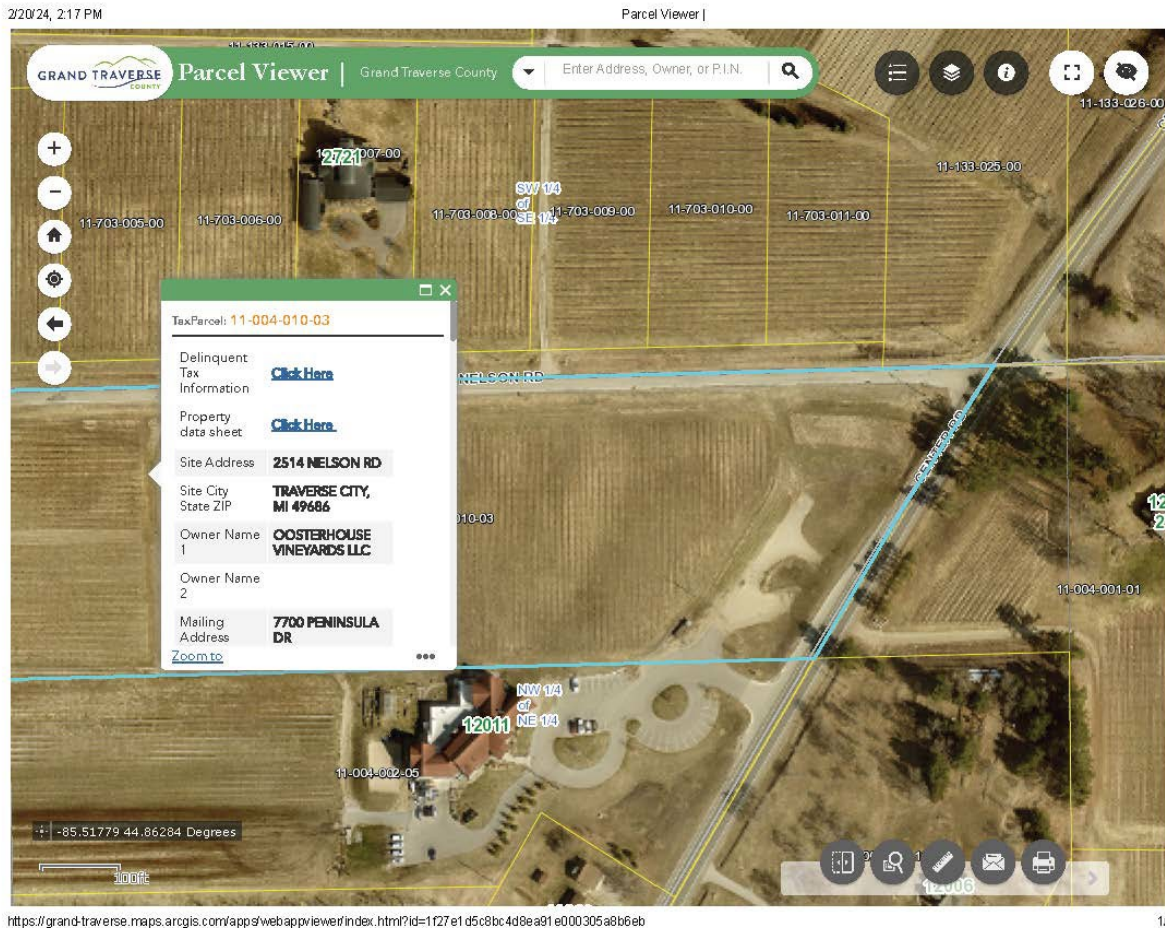 2/20/24, 2:17 PM
Parcel Viewer |
GRAND TRAVERSE
COUNTY
Parcel Viewer |
Grand Traverse County
Enter Address, Owner, or P.I.N.
11-133-026-00
2721
007-00
11-133-025-00
SW 1/4
of
SE 1/4
11-703-005-00
11-703-006-00
11-703-008-00
11-703-009-00
11-703-010-00
11-703-011-00
TaxParcel: 11-004-010-03
Delinquent
Tax
Information
Click Here
Property
data sheet
Click Here
Site Address
2514 NELSON RD
Site City
State ZIP
TRAVERSE CITY,
MI 49686
Owner Name
1
OOSTERHOUSE
VINEYARDS LLC
Owner Name
2
Mailing
Address
7700 PENINSULA
DR
Zoom to
NELSON RD
CENTER RD
010-03
11-004-001-01
NW 1/4
of
NE 1/4
12011
11-004-002-05
-85.51779 44.86284 Degrees
100ft
12006
https://grand-traverse.maps.arcgis.com/apps/webappviewer/index.html?id=1f27e1d5c8bc4d8ea91e000305a8b6eb
1/